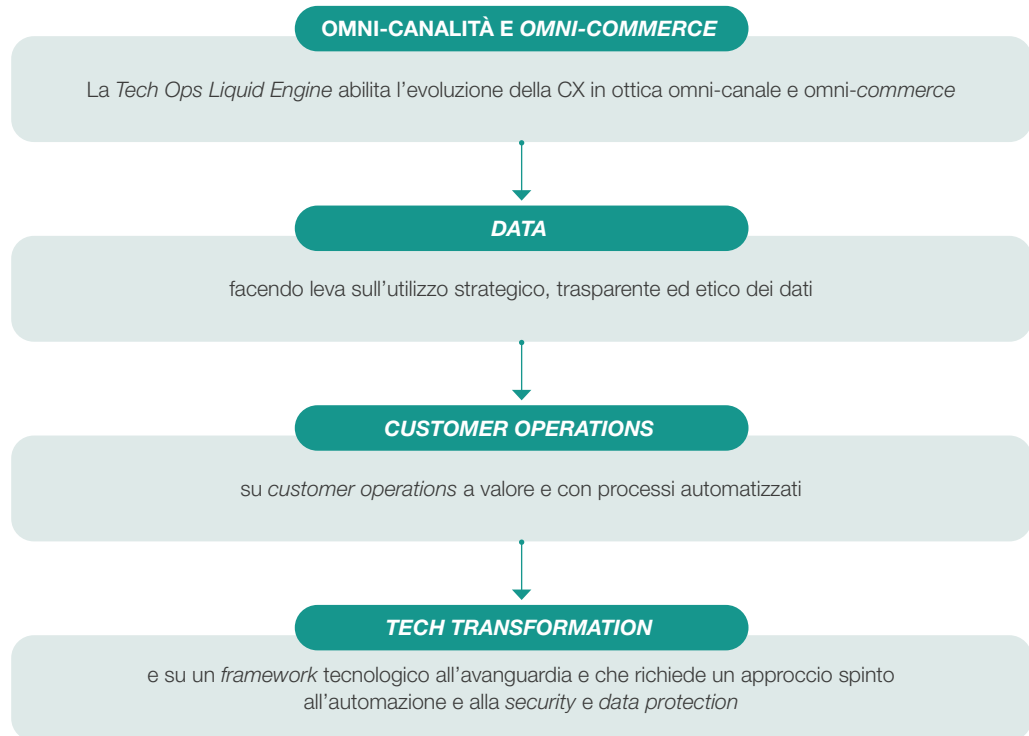 OMNI-CANALITÀ E OMNI-COMMERCE
La Tech Ops Liquid Engine abilita l’evoluzione della CX in ottica omni-canale e omni-commerce
DATA
facendo leva sull’utilizzo strategico, trasparente ed etico dei dati
CUSTOMER OPERATIONS
su customer operations a valore e con processi automatizzati
TECH TRANSFORMATION
e su un framework tecnologico all’avanguardia e che richiede un approccio spinto
all’automazione e alla security e data protection